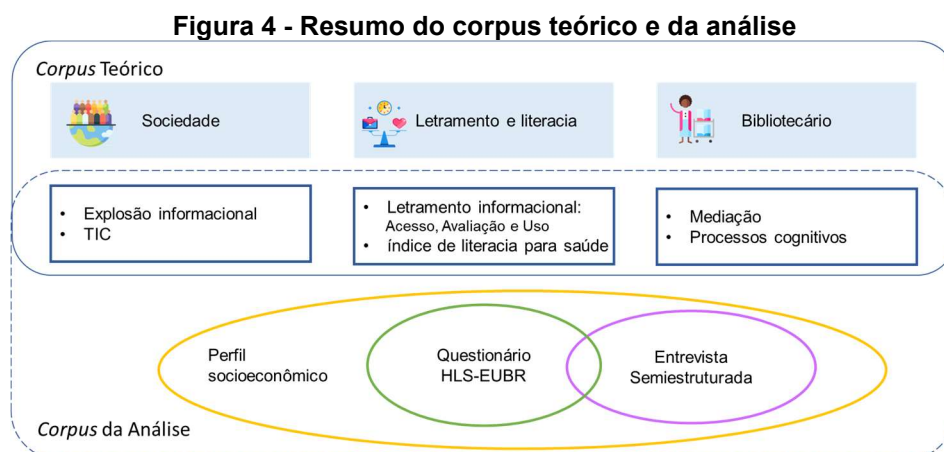 Figura 4 - Resumo do corpus teórico e da análise
Corpus Teórico
Sociedade
Letramento e literacia
Bibliotecário
• Explosão informacional
• TIC
• Letramento informacional:
Acesso, Avaliação e Uso
• índice de literacia para saúde
• Mediação
• Processos cognitivos
Perfil
socioeconômico
Questionário
HLS-EUBR
Entrevista
Semiestruturada
Corpus da Análise